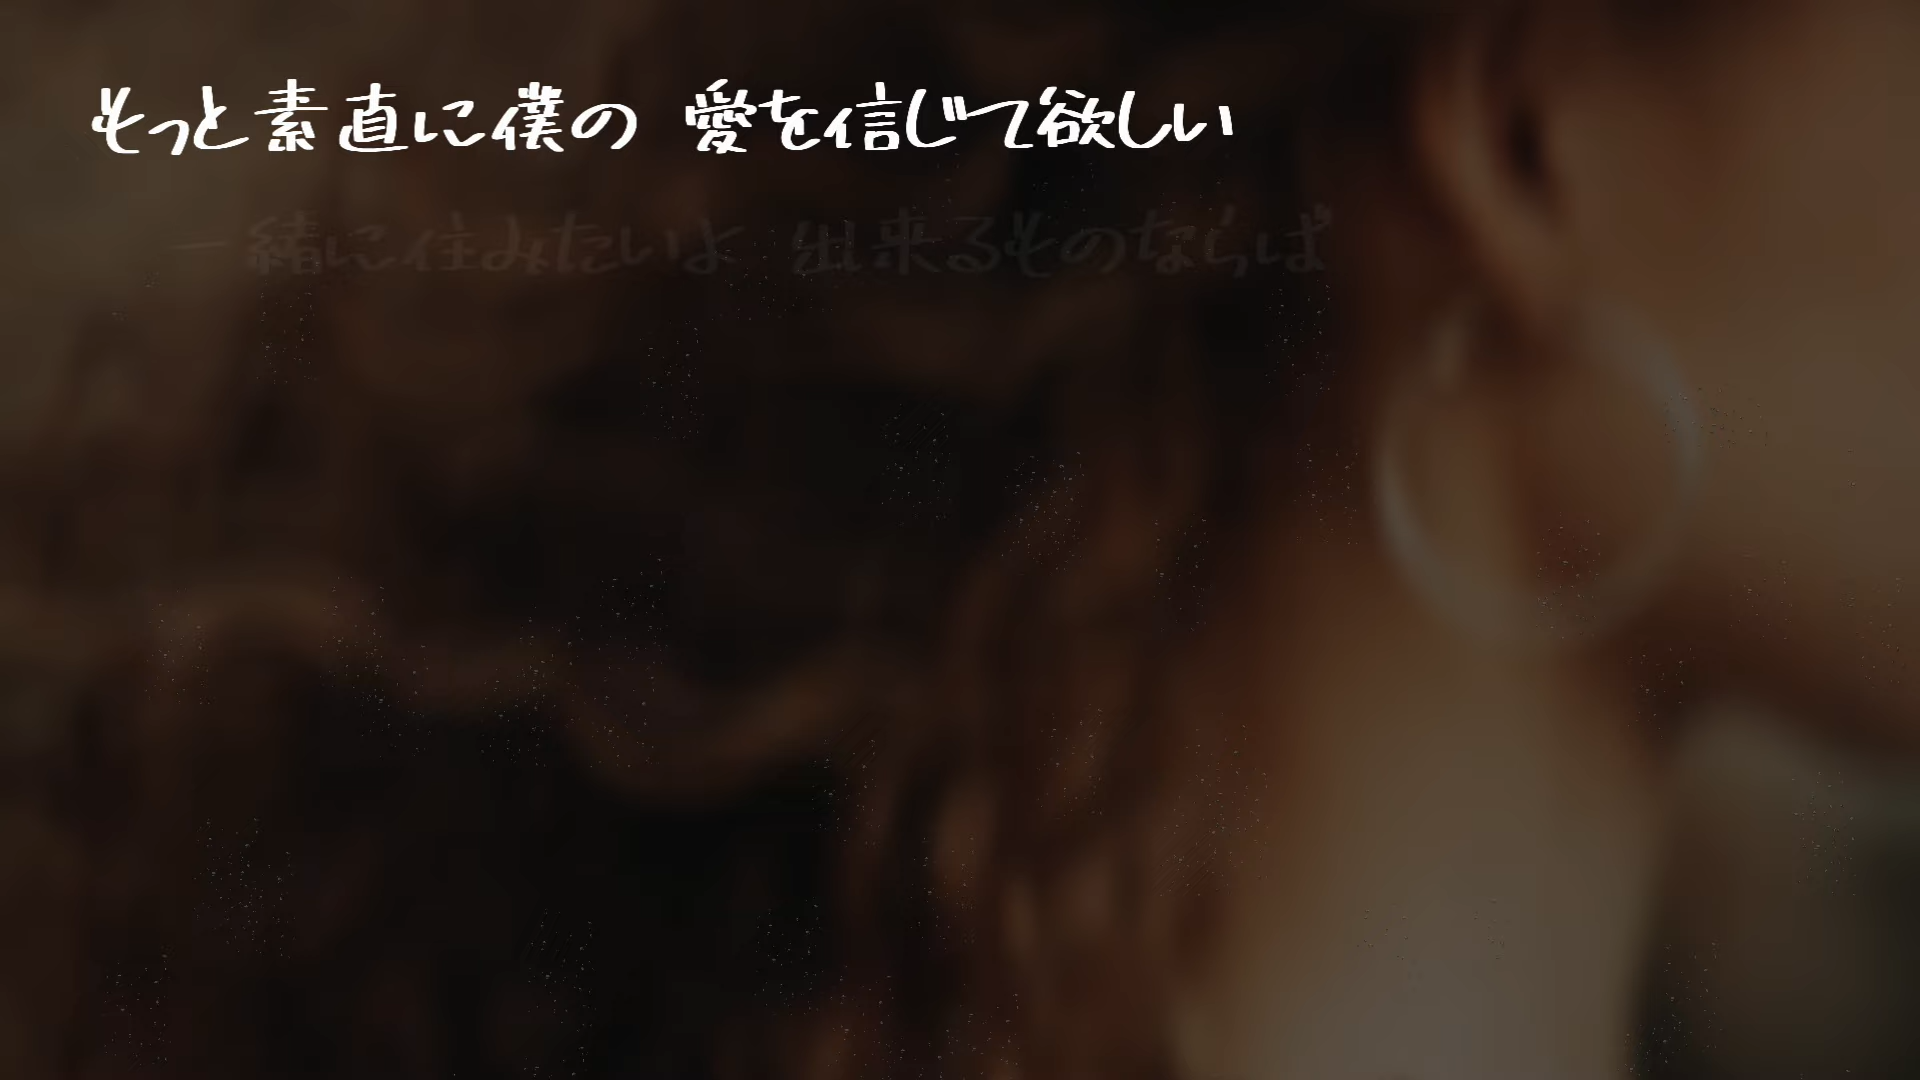 もっと素直に僕の 愛を信じて欲しい
一緒に住みたいよ 出来るものならば